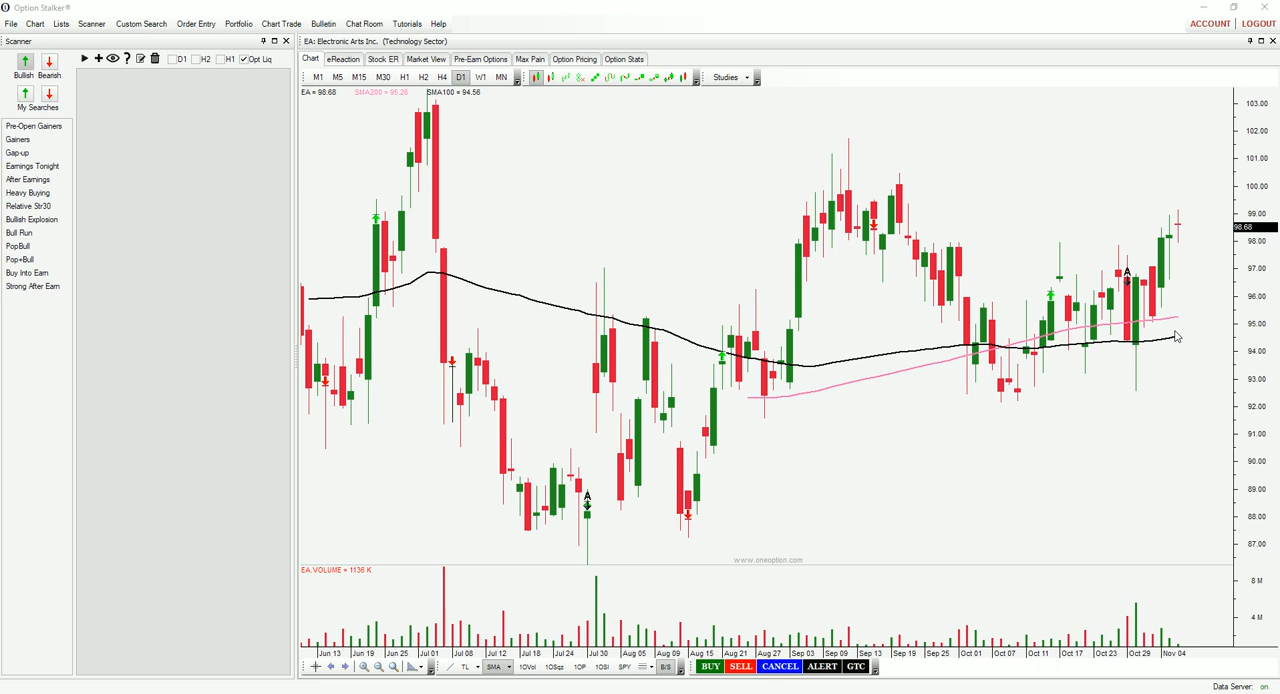 Option Stalker®
File Chart Lists Scanner Custom Search Order Entry Portfolio Chart Trade Bulletin Chat Room Tutorials Help ACCOUNT LOGOUT
Scanner
Bullish Bearish
My Searches
D1 H2 H1 Opt Liq
Pre-Open Gainers
Gainers
Gap-up
Earnings Tonight
After Earnings
Heavy Buying
Relative Str30
Bullish Explosion
Bull Run
PopBull
Pop+Bull
Buy Into Earn
Strong After Earn
EA: Electronic Arts Inc. (Technology Sector)
Chart eReaction Stock ER Market View Pre-Earn Options Max Pain Option Pricing Option Stats
M1 M5 M15 M30 H1 H2 H4 D1 W1 MN Studies
EA = 98.68 SMA200 = 95.26 SMA100 = 94.56
103.00
102.00
101.00
100.00
99.00
98.68
98.00
97.00
96.00
95.00
94.00
93.00
92.00
91.00
90.00
89.00
88.00
87.00
A
A
www.oneoption.com
EA.VOLUME = 1136 K
8 M
4 M
Jun 13 Jun 19 Jun 25 Jul 01 Jul 08 Jul 12 Jul 18 Jul 24 Jul 30 Aug 05 Aug 09 Aug 15 Aug 21 Aug 27 Sep 03 Sep 09 Sep 13 Sep 19 Sep 25 Oct 01 Oct 07 Oct 11 Oct 17 Oct 23 Oct 29 Nov 04
TL SMA 1OVol 1OSqz 1OP 1OSI SPY B/S BUY SELL CANCEL ALERT GTC
Data Server: on